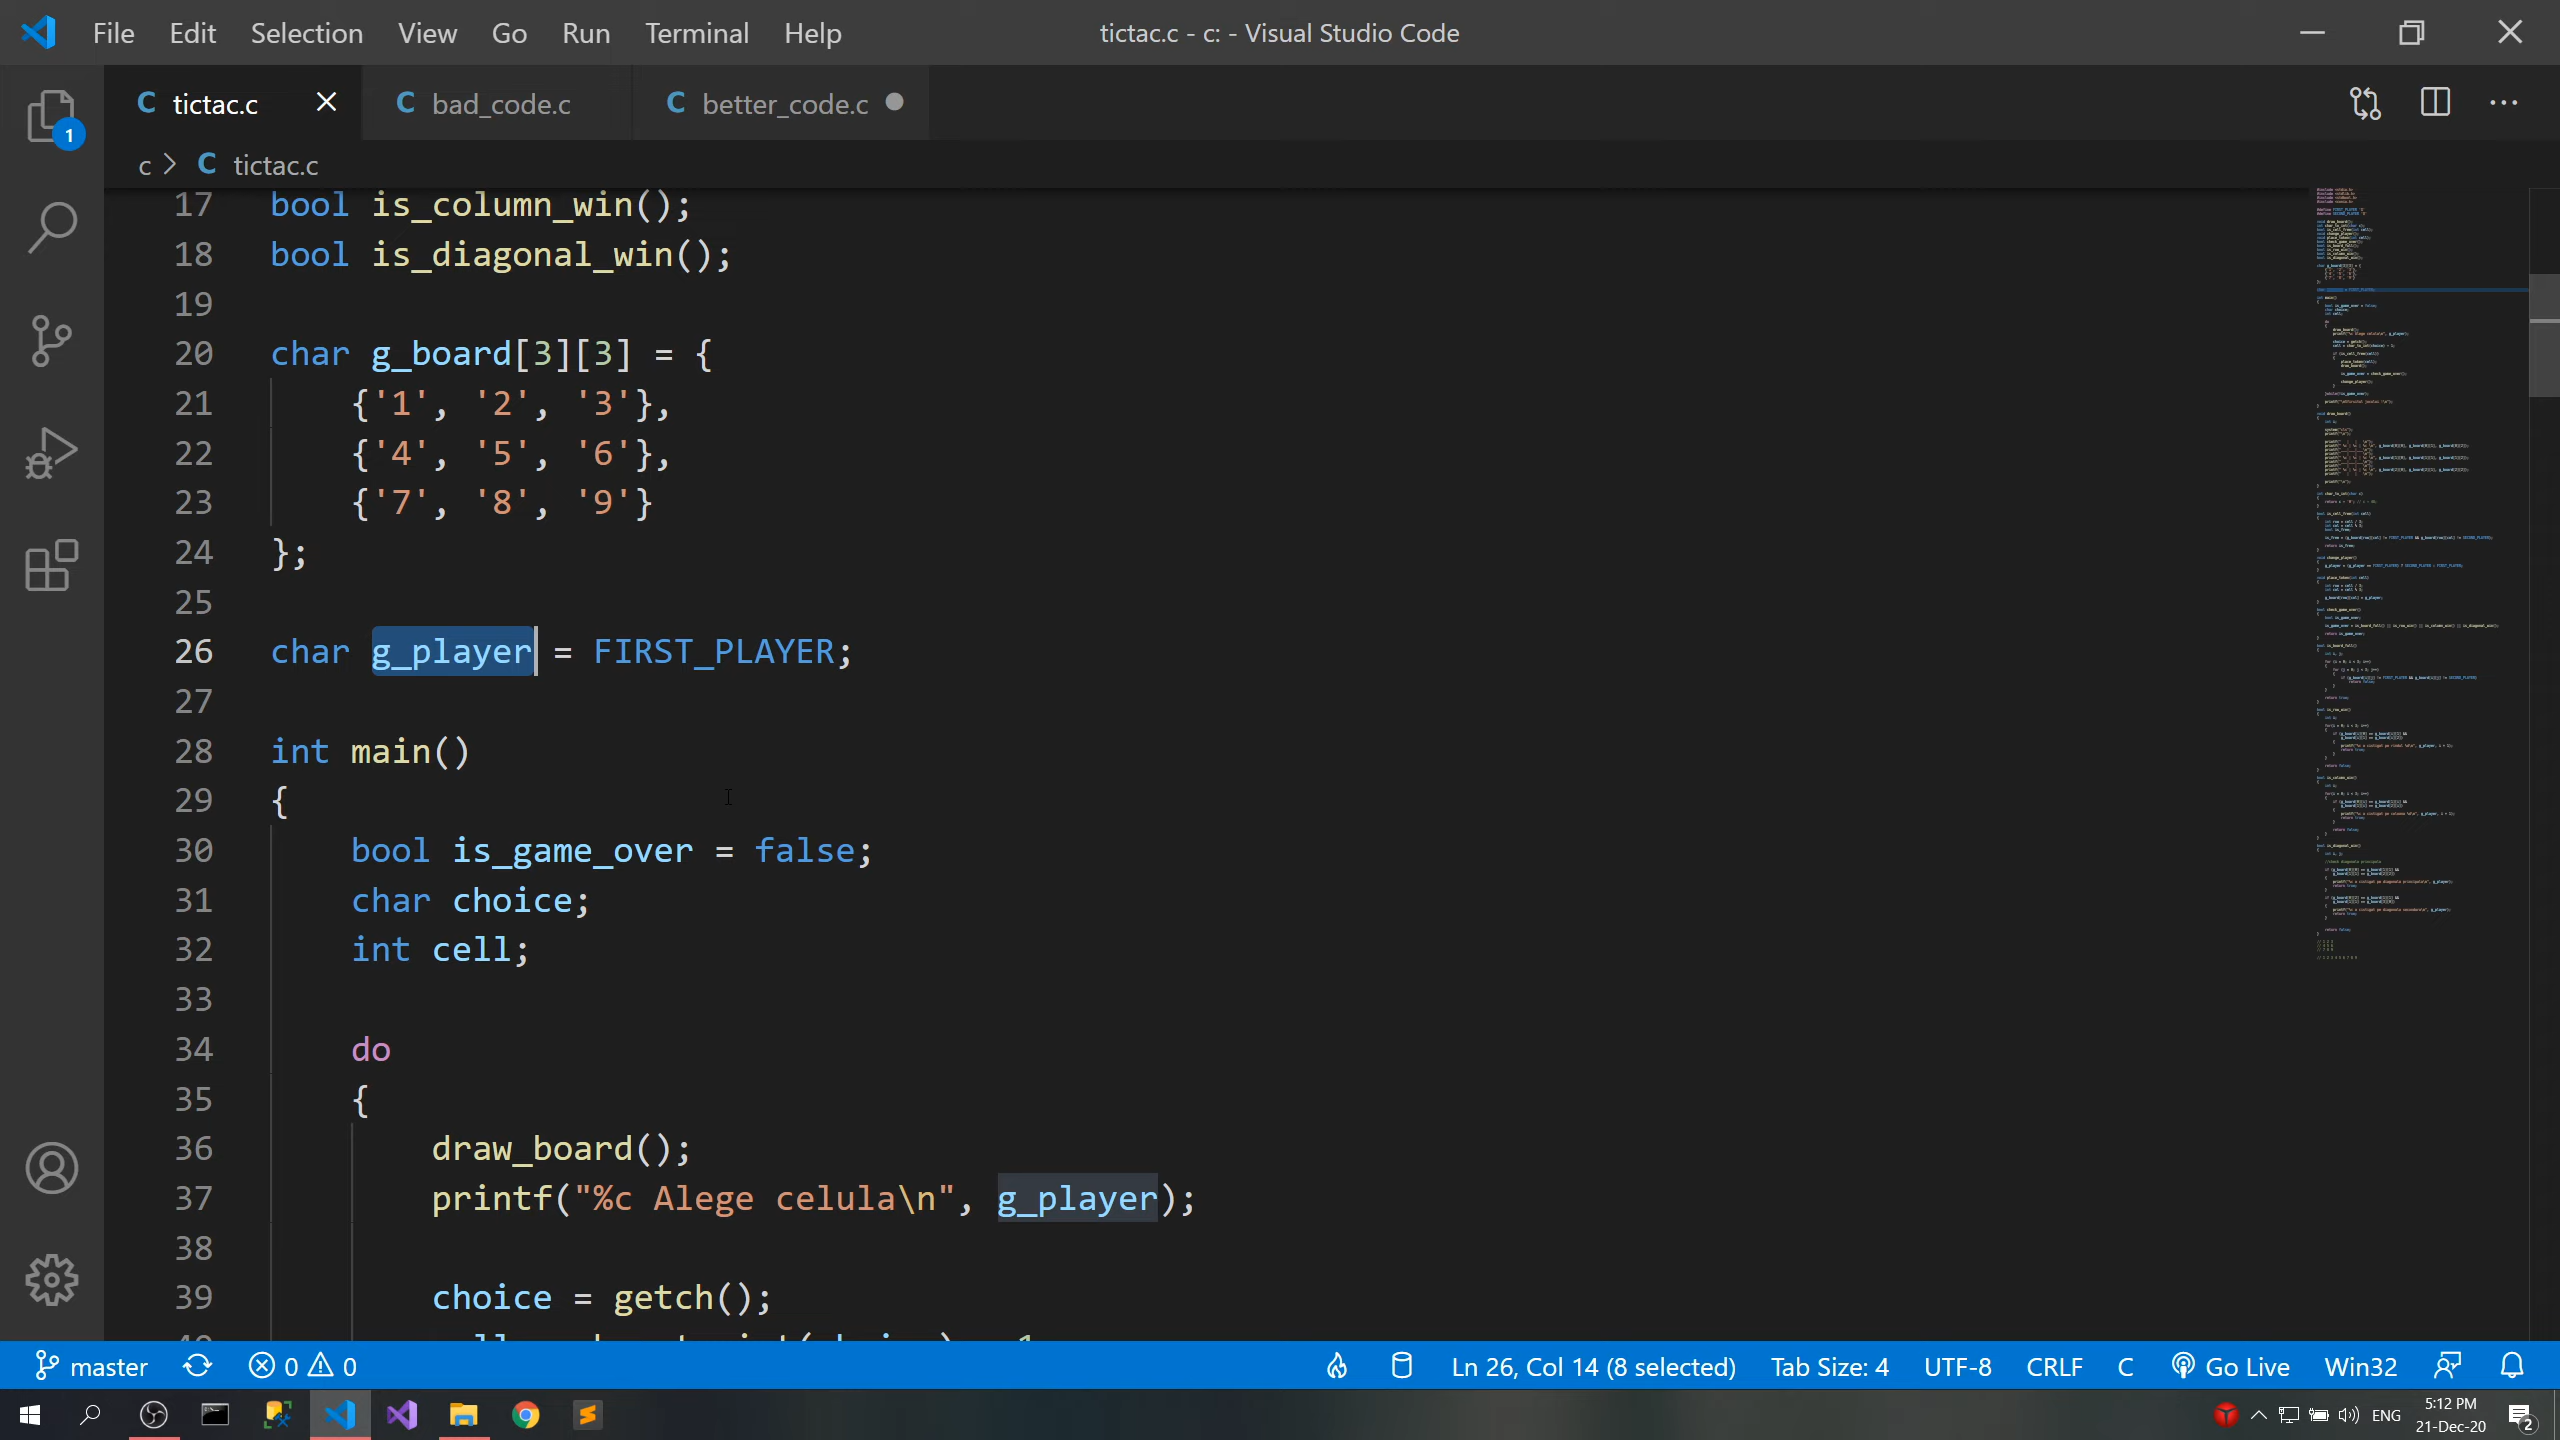 File Edit Selection View Go Run Terminal Help
tictac.c - c: - Visual Studio Code
tictac.c bad_code.c better_code.c
1
c > tictac.c
17 bool is_column_win();
18 bool is_diagonal_win();
19
20 char g_board[3][3] = {
21 {'1', '2', '3'},
22 {'4', '5', '6'},
23 {'7', '8', '9'}
24 };
25
26 char g_player = FIRST_PLAYER;
27
28 int main()
29 {
30 bool is_game_over = false;
31 char choice;
32 int cell;
33
34 do
35 {
36 draw_board();
37 printf("%c Alege celula\n", g_player);
38
39 choice = getch();
master 0 0 Ln 26, Col 14 (8 selected) Tab Size: 4 UTF-8 CRLF C Go Live Win32
ENG 5:12 PM 2
21-Dec-20